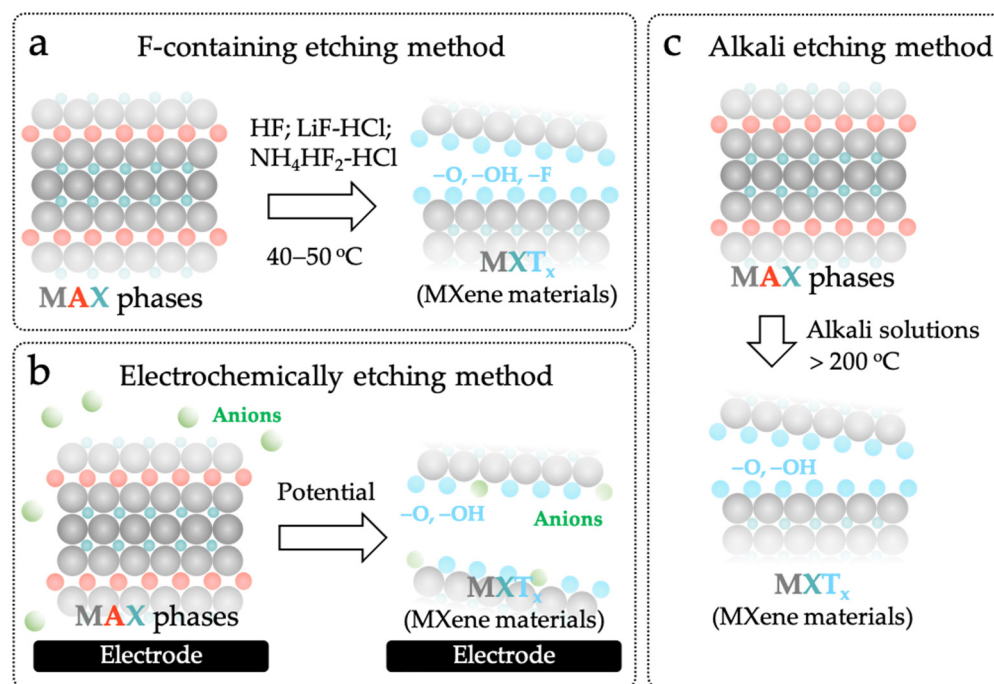 a
F-containing etching method
HF; LiF-HCl;
NH₄HF₂-HCl
40–50 °C
–O, –OH, –F
MAX phases
MXTₓ
(MXene materials)
b
Electrochemically etching method
Anions
Potential
–O, –OH
Anions
MAX phases
MXTₓ
(MXene materials)
Electrode
Electrode
c
Alkali etching method
MAX phases
Alkali solutions
> 200 °C
–O, –OH
MXTₓ
(MXene materials)